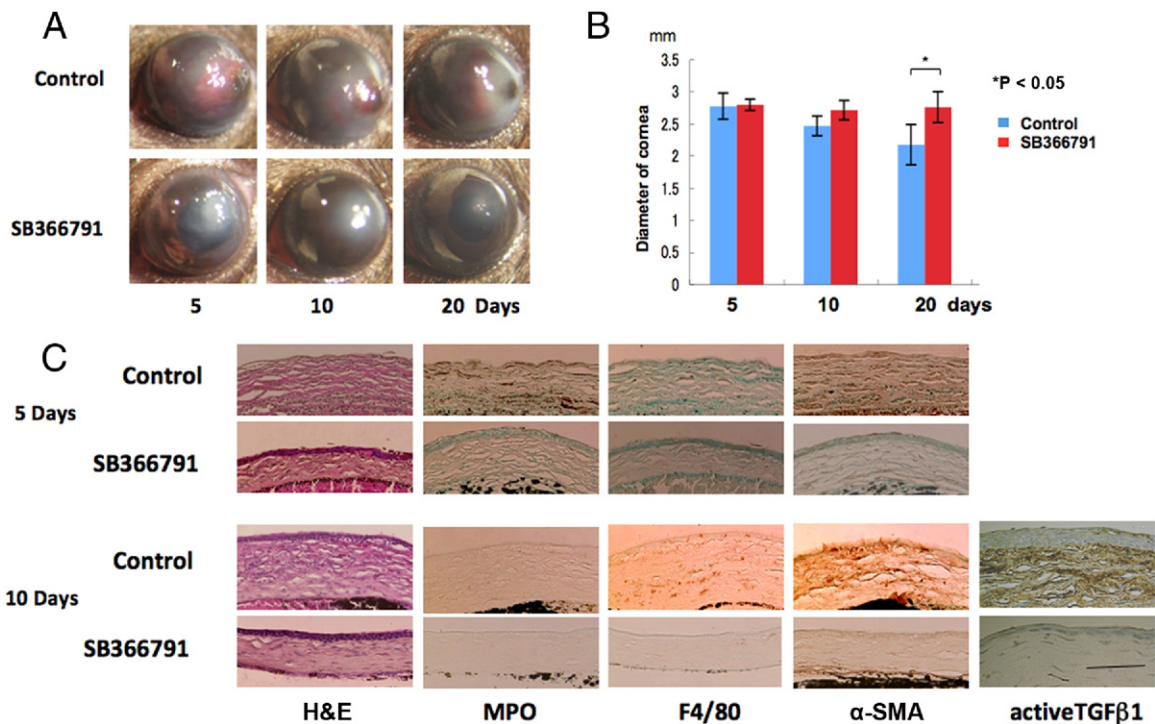 A
Control
SB366791
5 10 20 Days
B
mm
3.5
3
2.5
2
1.5
1
0.5
0
Diameter of cornea
5 10 20 days
*
*P < 0.05
Control
SB366791
C
5 Days
Control
SB366791
10 Days
Control
SB366791
H&E MPO F4/80 α-SMA activeTGFβ1